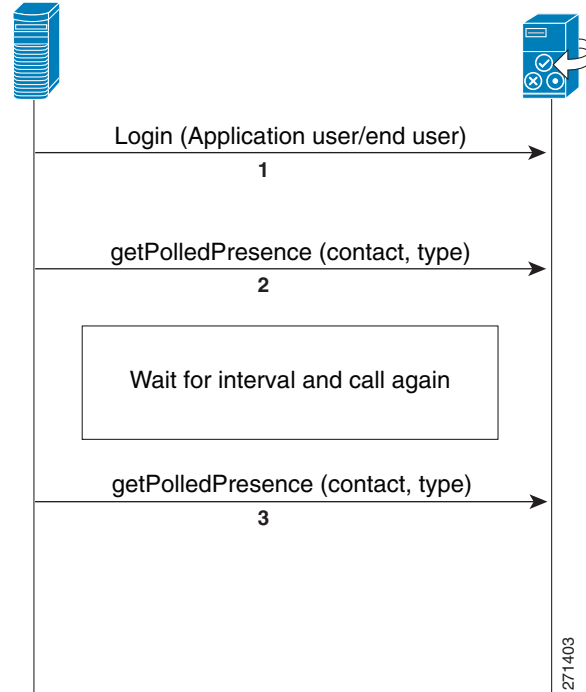 Login (Application user/end user)
1
getPolledPresence (contact, type)
2
Wait for interval and call again
getPolledPresence (contact, type)
3
271403